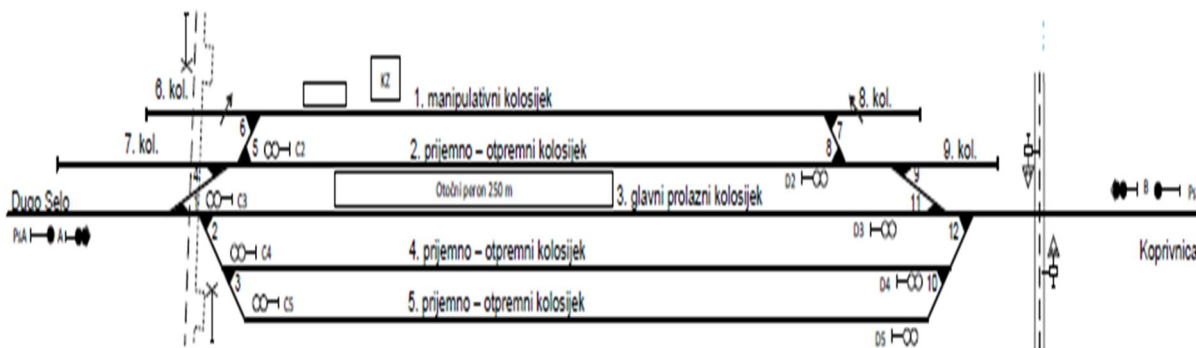 KZ
6. kol.
1. manipulativni kolosijek
8. kol.
6
7
7. kol.
5
C2
2. prijemno – otpremni kolosijek
8
9. kol.
Otočni peron 250 m
D2
9
C3
3. glavni prolazni kolosijek
B
Ps
Dugo Selo
1
11
PsA
A
2
D3
12
C4
4. prijemno – otpremni kolosijek
Koprivnica
3
D4
10
C5
5. prijemno – otpremni kolosijek
D5